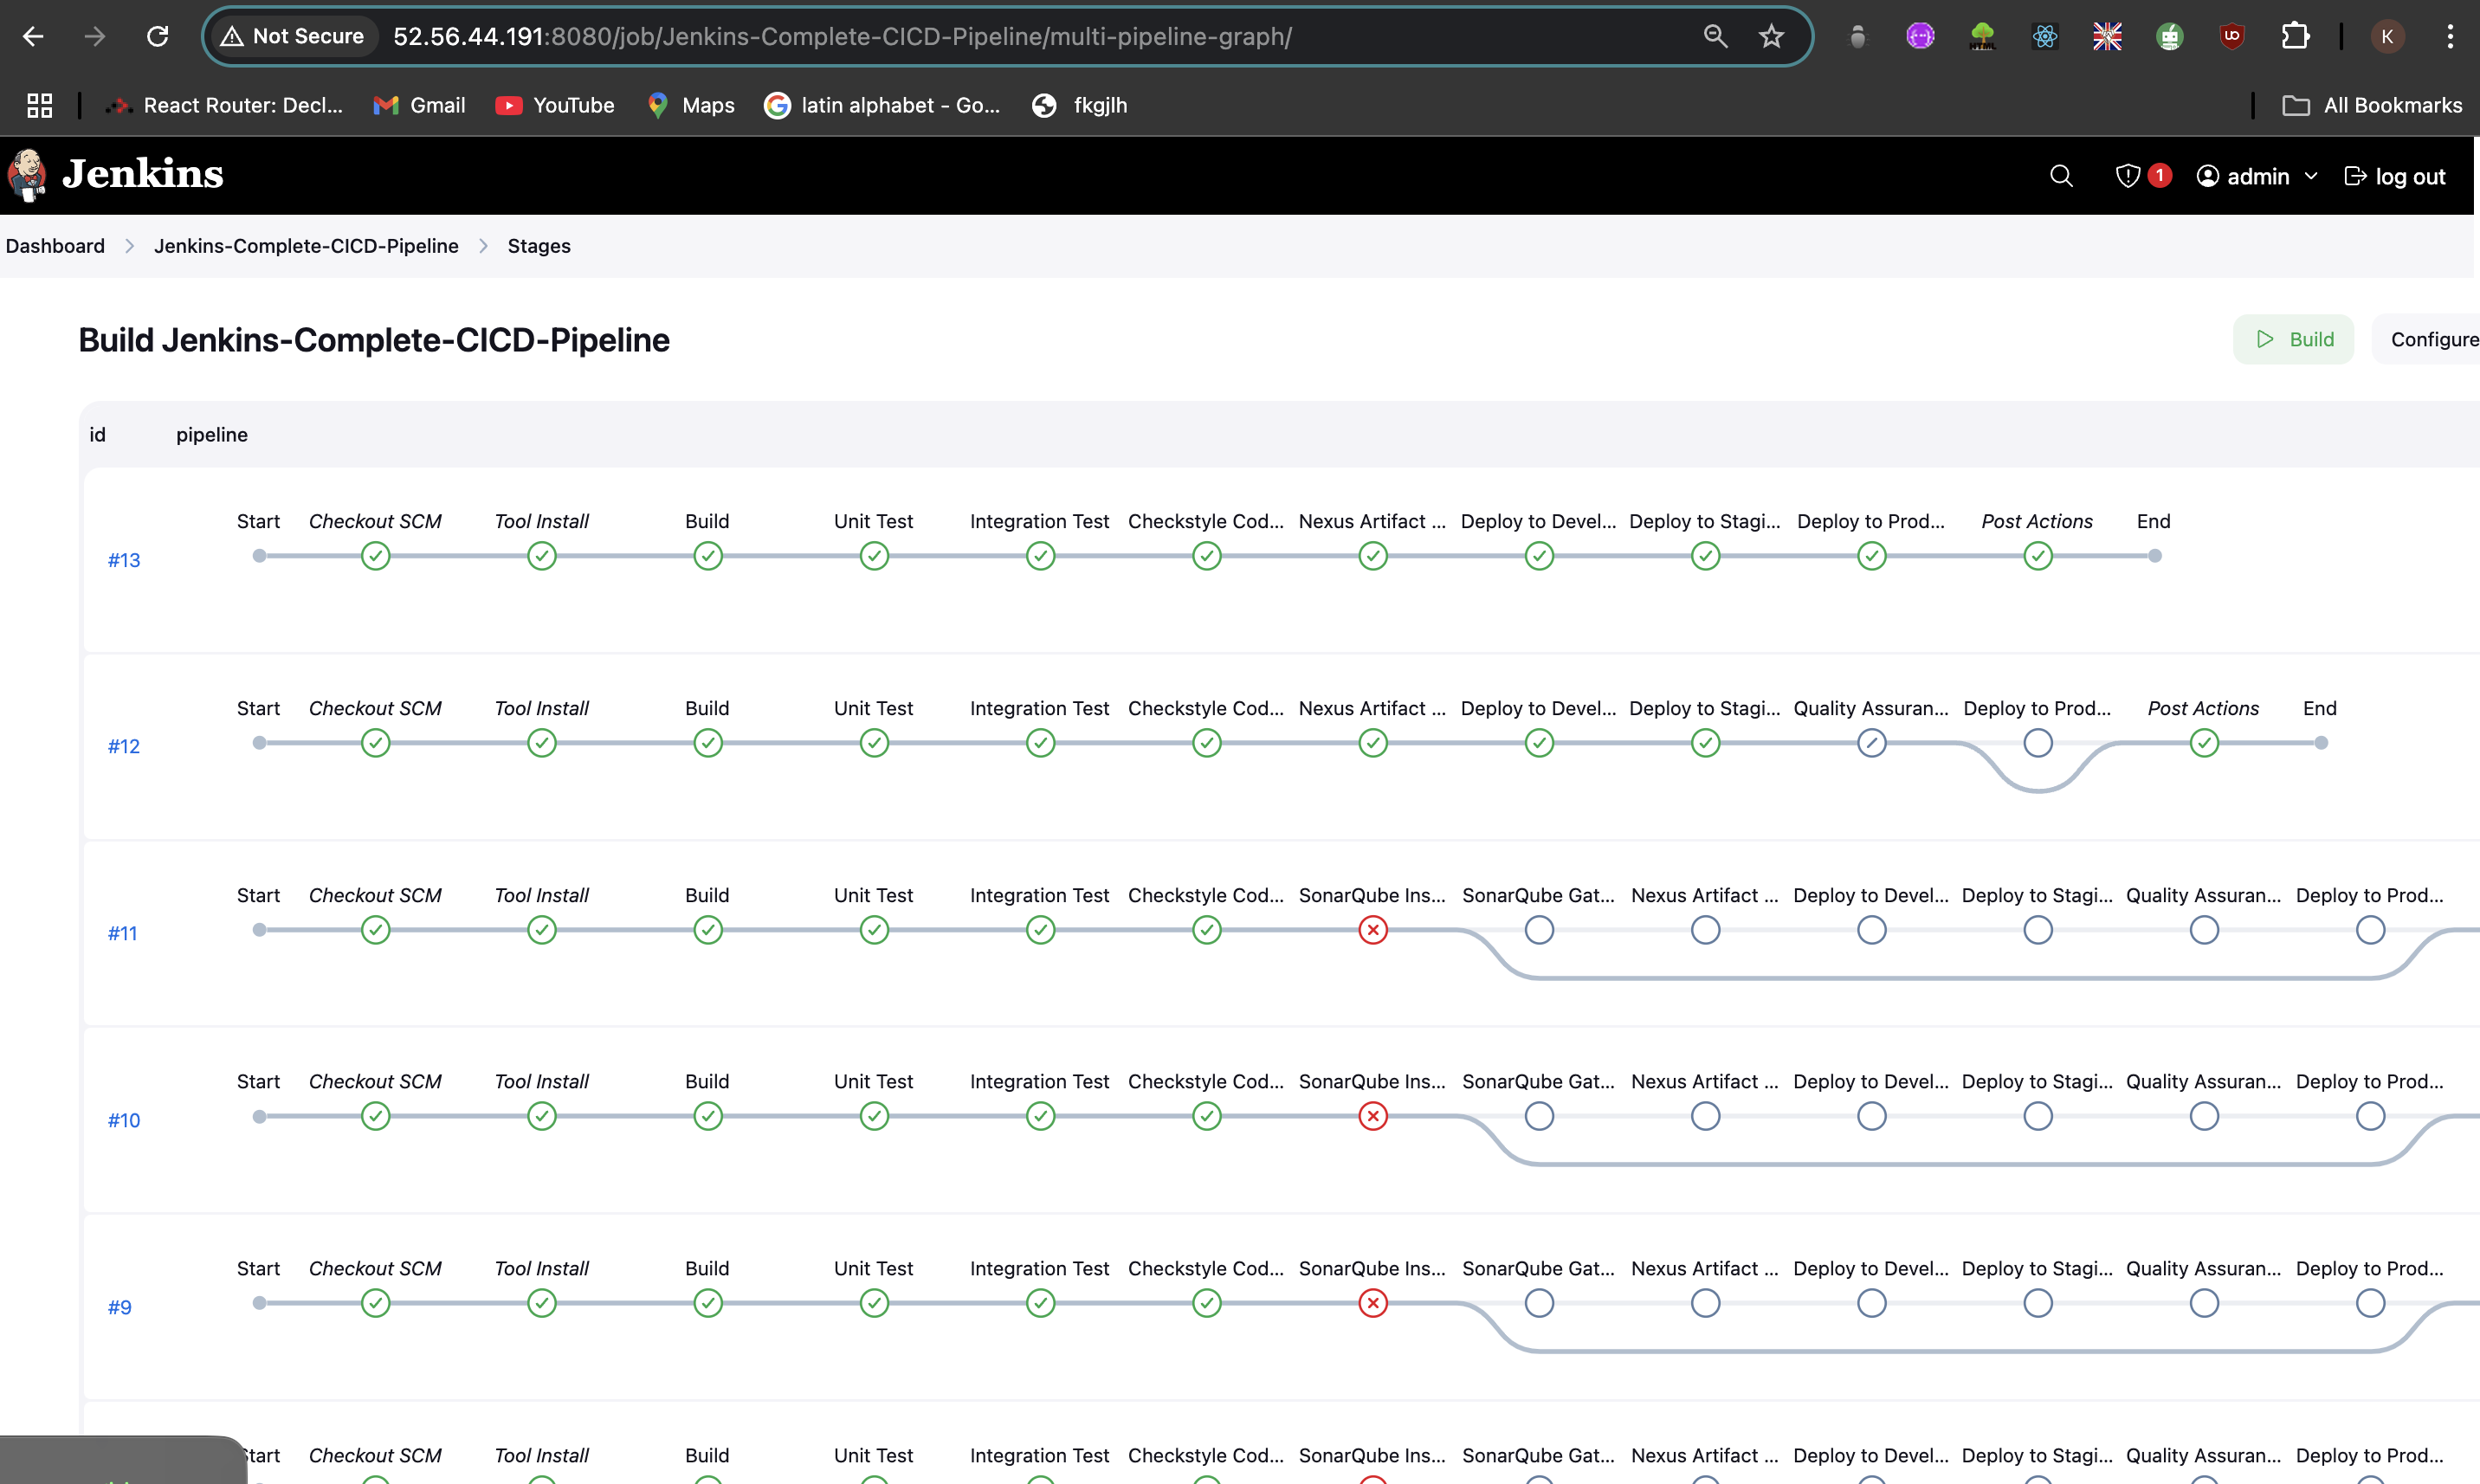 Not Secure 52.56.44.191:8080/job/Jenkins-Complete-CICD-Pipeline/multi-pipeline-graph/ K
React Router: Decl... Gmail YouTube Maps latin alphabet - Go... fkgjlh All Bookmarks
Jenkins 1 admin log out
Dashboard Jenkins-Complete-CICD-Pipeline Stages
Build Jenkins-Complete-CICD-Pipeline Build Configure
id pipeline
Start Checkout SCM Tool Install Build Unit Test Integration Test Checkstyle Cod... Nexus Artifact ... Deploy to Devel... Deploy to Stagi... Deploy to Prod... Post Actions End
#13
Start Checkout SCM Tool Install Build Unit Test Integration Test Checkstyle Cod... Nexus Artifact ... Deploy to Devel... Deploy to Stagi... Quality Assuran... Deploy to Prod... Post Actions End
#12
Start Checkout SCM Tool Install Build Unit Test Integration Test Checkstyle Cod... SonarQube Ins... SonarQube Gat... Nexus Artifact ... Deploy to Devel... Deploy to Stagi... Quality Assuran... Deploy to Prod...
#11
Start Checkout SCM Tool Install Build Unit Test Integration Test Checkstyle Cod... SonarQube Ins... SonarQube Gat... Nexus Artifact ... Deploy to Devel... Deploy to Stagi... Quality Assuran... Deploy to Prod...
#10
Start Checkout SCM Tool Install Build Unit Test Integration Test Checkstyle Cod... SonarQube Ins... SonarQube Gat... Nexus Artifact ... Deploy to Devel... Deploy to Stagi... Quality Assuran... Deploy to Prod...
#9
Start Checkout SCM Tool Install Build Unit Test Integration Test Checkstyle Cod... SonarQube Ins... SonarQube Gat... Nexus Artifact ... Deploy to Devel... Deploy to Stagi... Quality Assuran... Deploy to Prod...